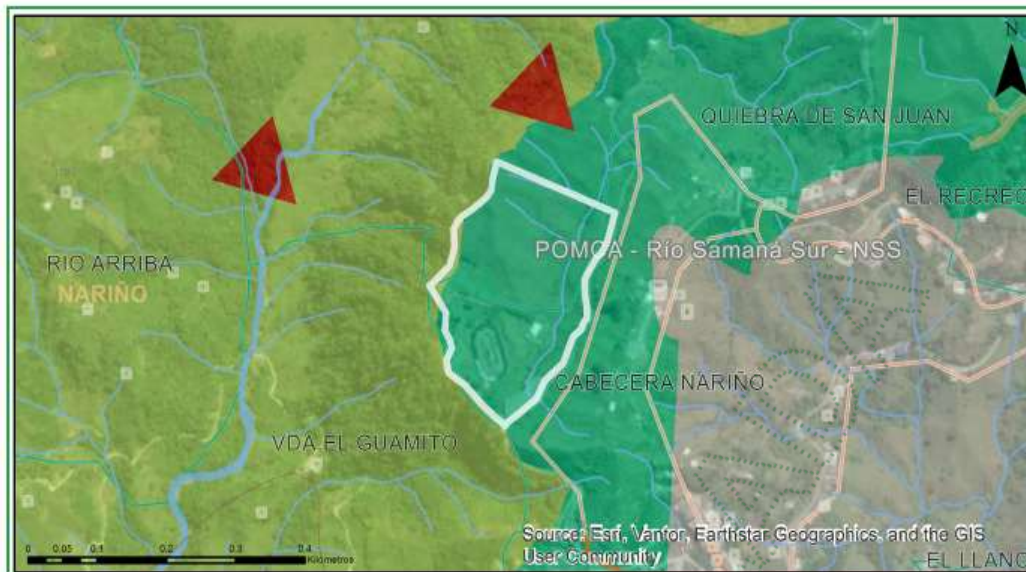 N
QUIEBRA DE SAN JUAN
EL RECREO
POMCA - Río Samaná Sur - NSS
RIO ARRIBA
NARIÑO
CABECERA NARIÑO
VDA EL GUAMITO
Source: Esri, Vantor, Earthstar Geographics, and the GIS
User Community
0 0.05 0.1 0.2 0.3 0.4
Kilómetros
EL LLANO